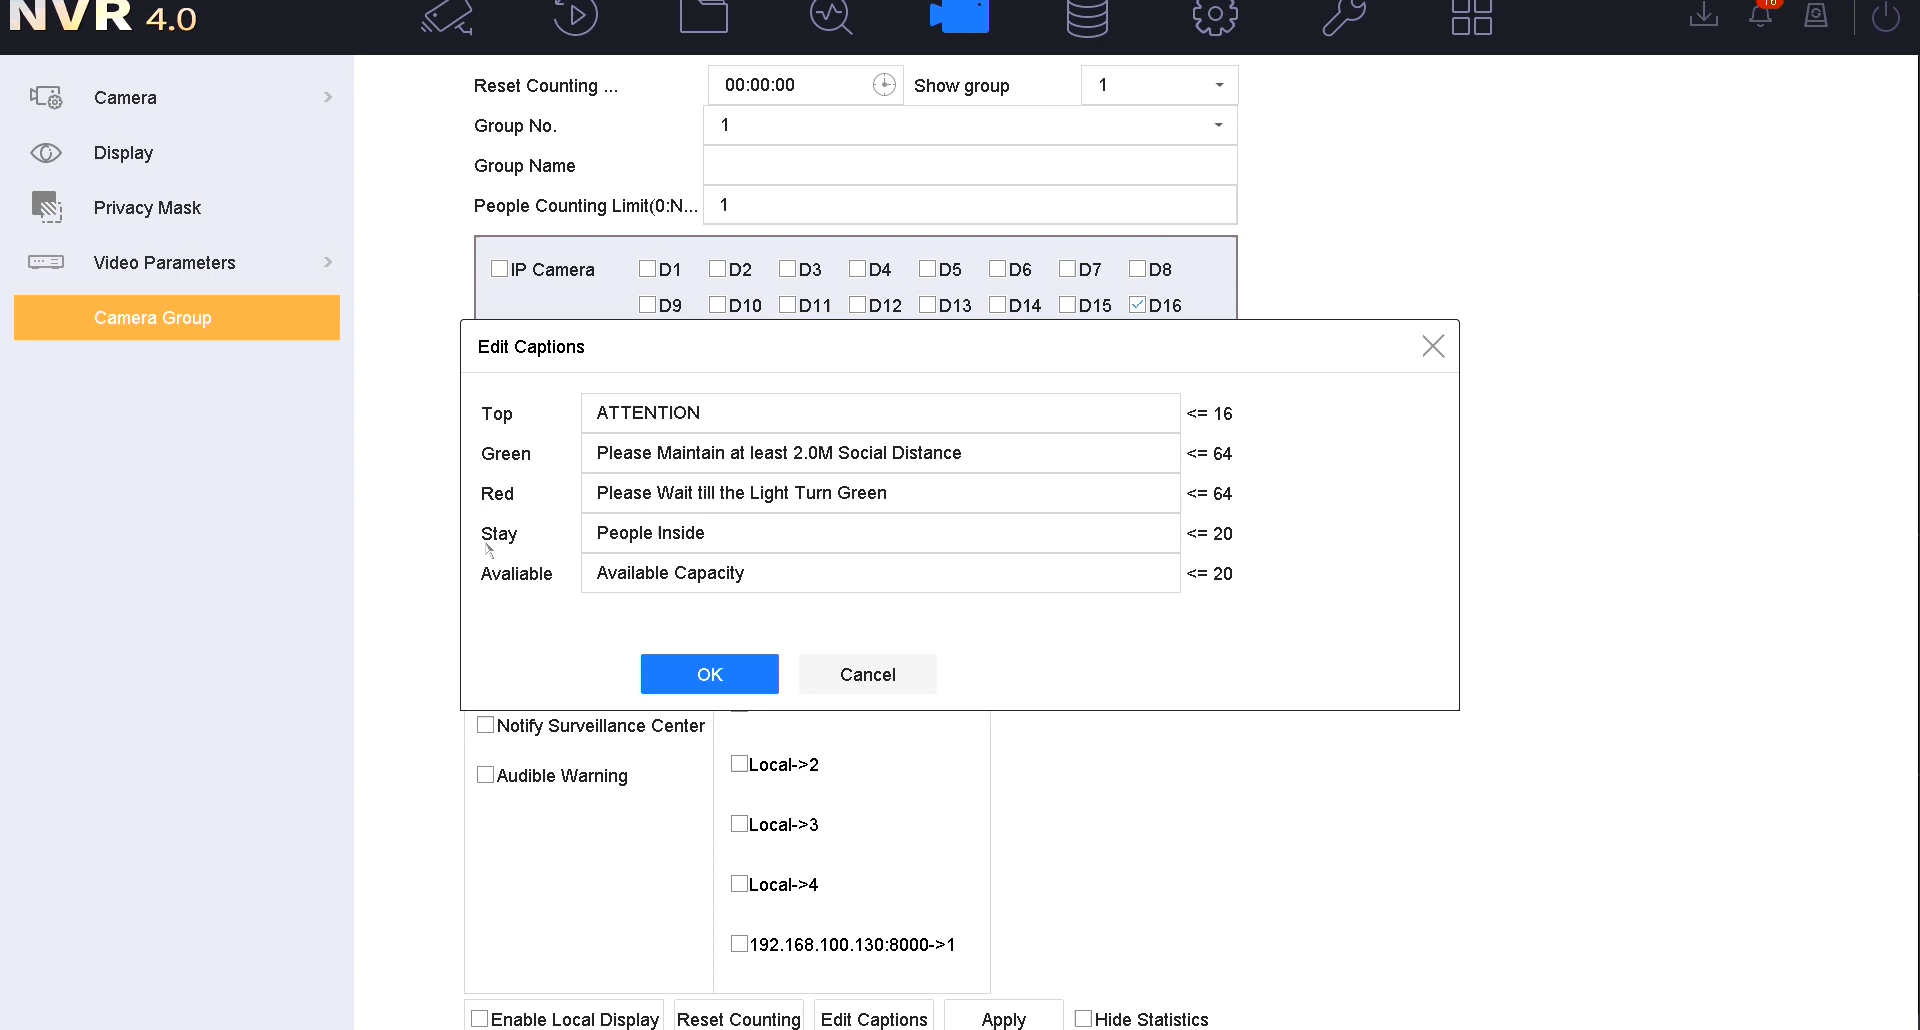 NVR 4.0
16
Camera
Display
Privacy Mask
Video Parameters
Camera Group
Reset Counting ... 00:00:00 Show group 1
Group No. 1
Group Name
People Counting Limit(0:N... 1
IP Camera D1 D2 D3 D4 D5 D6 D7 D8
D9 D10 D11 D12 D13 D14 D15 D16
Edit Captions
Top ATTENTION <= 16
Green Please Maintain at least 2.0M Social Distance <= 64
Red Please Wait till the Light Turn Green <= 64
Stay People Inside <= 20
Avaliable Available Capacity <= 20
OK Cancel
Notify Surveillance Center
Local->2
Audible Warning
Local->3
Local->4
192.168.100.130:8000->1
Enable Local Display Reset Counting Edit Captions Apply Hide Statistics